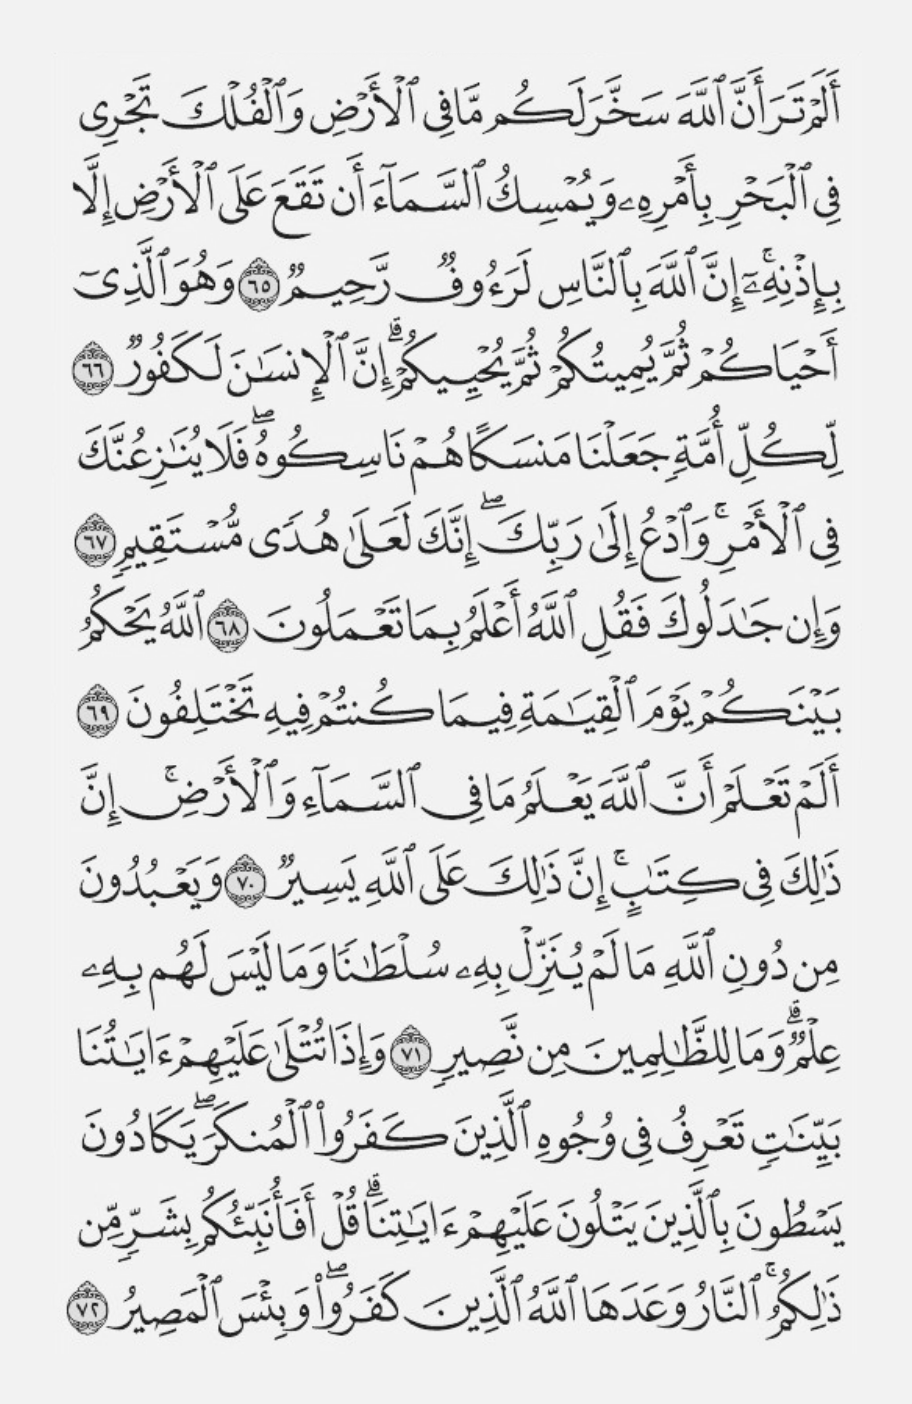 أَلَمۡ تَرَ أَنَّ ٱللَّهَ سَخَّرَ لَكُم مَّا فِي ٱلۡأَرۡضِ وَٱلۡفُلۡكَ تَجۡرِي
فِي ٱلۡبَحۡرِ بِأَمۡرِهِۦ وَيُمۡسِكُ ٱلسَّمَآءَ أَن تَقَعَ عَلَى ٱلۡأَرۡضِ إِلَّا
بِإِذۡنِهِۦٓۚ إِنَّ ٱللَّهَ بِٱلنَّاسِ لَرَءُوفٞ رَّحِيمٞ ٦٥ وَهُوَ ٱلَّذِيٓ
أَحۡيَاكُمۡ ثُمَّ يُمِيتُكُمۡ ثُمَّ يُحۡيِيكُمۡۗ إِنَّ ٱلۡإِنسَٰنَ لَكَفُورٞ ٦٦
لِّكُلِّ أُمَّةٖ جَعَلۡنَا مَنسَكًا هُمۡ نَاسِكُوهُۖ فَلَا يُنَٰزِعُنَّكَ
فِي ٱلۡأَمۡرِۚ وَٱدۡعُ إِلَىٰ رَبِّكَۖ إِنَّكَ لَعَلَىٰ هُدٗى مُّسۡتَقِيمٖ ٦٧
وَإِن جَٰدَلُوكَ فَقُلِ ٱللَّهُ أَعۡلَمُ بِمَا تَعۡمَلُونَ ٦٨ ٱللَّهُ يَحۡكُمُ
بَيۡنَكُمۡ يَوۡمَ ٱلۡقِيَٰمَةِ فِيمَا كُنتُمۡ فِيهِ تَخۡتَلِفُونَ ٦٩
أَلَمۡ تَعۡلَمۡ أَنَّ ٱللَّهَ يَعۡلَمُ مَا فِي ٱلسَّمَآءِ وَٱلۡأَرۡضِۚ إِنَّ
ذَٰلِكَ فِي كِتَٰبٍۚ إِنَّ ذَٰلِكَ عَلَى ٱللَّهِ يَسِيرٞ ٧٠ وَيَعۡبُدُونَ
مِن دُونِ ٱللَّهِ مَا لَمۡ يُنَزِّلۡ بِهِۦ سُلۡطَٰنٗا وَمَا لَيۡسَ لَهُم بِهِۦ
عِلۡمٞۗ وَمَا لِلظَّٰلِمِينَ مِن نَّصِيرٖ ٧١ وَإِذَا تُتۡلَىٰ عَلَيۡهِمۡ ءَايَٰتُنَا
بَيِّنَٰتٖ تَعۡرِفُ فِي وُجُوهِ ٱلَّذِينَ كَفَرُواْ ٱلۡمُنكَرَۖ يَكَادُونَ
يَسۡطُونَ بِٱلَّذِينَ يَتۡلُونَ عَلَيۡهِمۡ ءَايَٰتِنَاۗ قُلۡ أَفَأُنَبِّئُكُم بِشَرّٖ مِّن
ذَٰلِكُمُۚ ٱلنَّارُ وَعَدَهَا ٱللَّهُ ٱلَّذِينَ كَفَرُواْۖ وَبِئۡسَ ٱلۡمَصِيرُ ٧٢